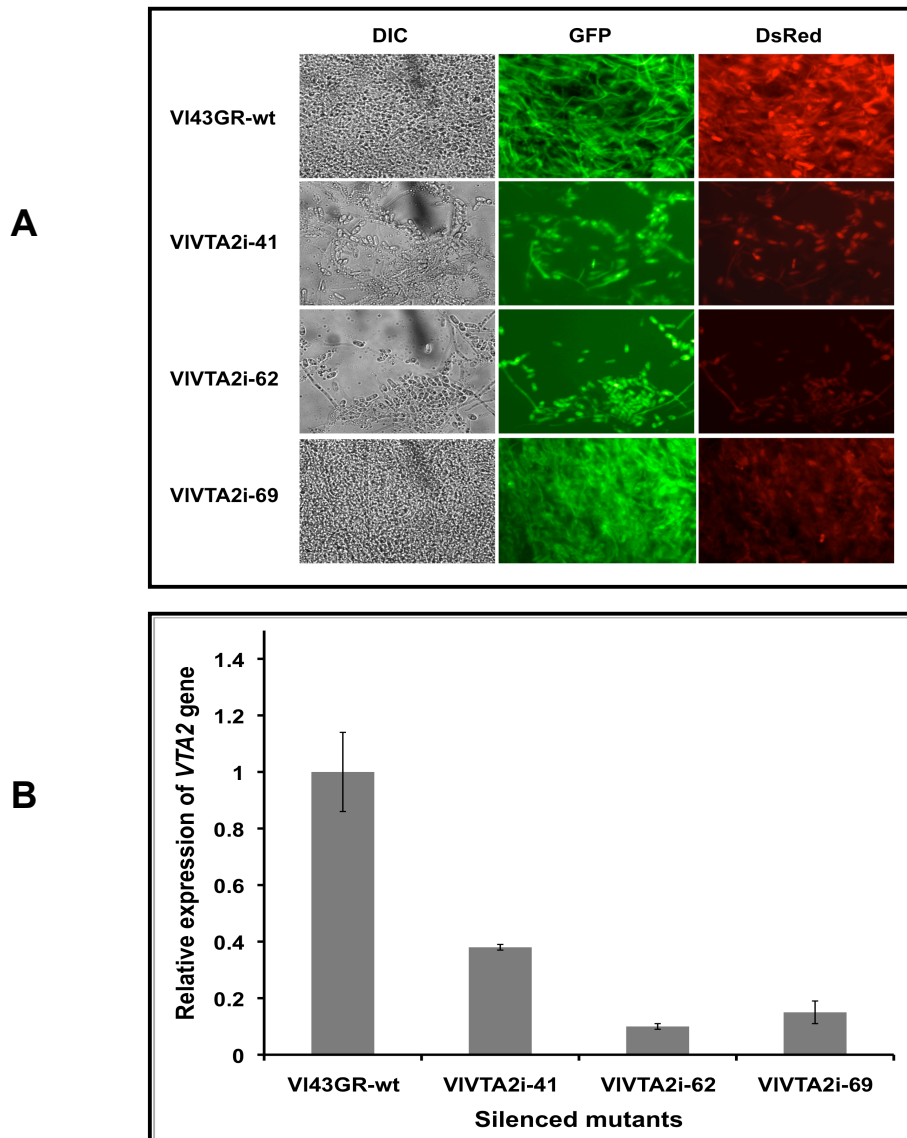 A
DIC GFP DsRed
Vl43GR-wt
VlVTA2i-41
VlVTA2i-62
VlVTA2i-69
B
Relative expression of VTA2 gene
1.4
1.2
1
0.8
0.6
0.4
0.2
0
Vl43GR-wt VlVTA2i-41 VlVTA2i-62 VlVTA2i-69
Silenced mutants